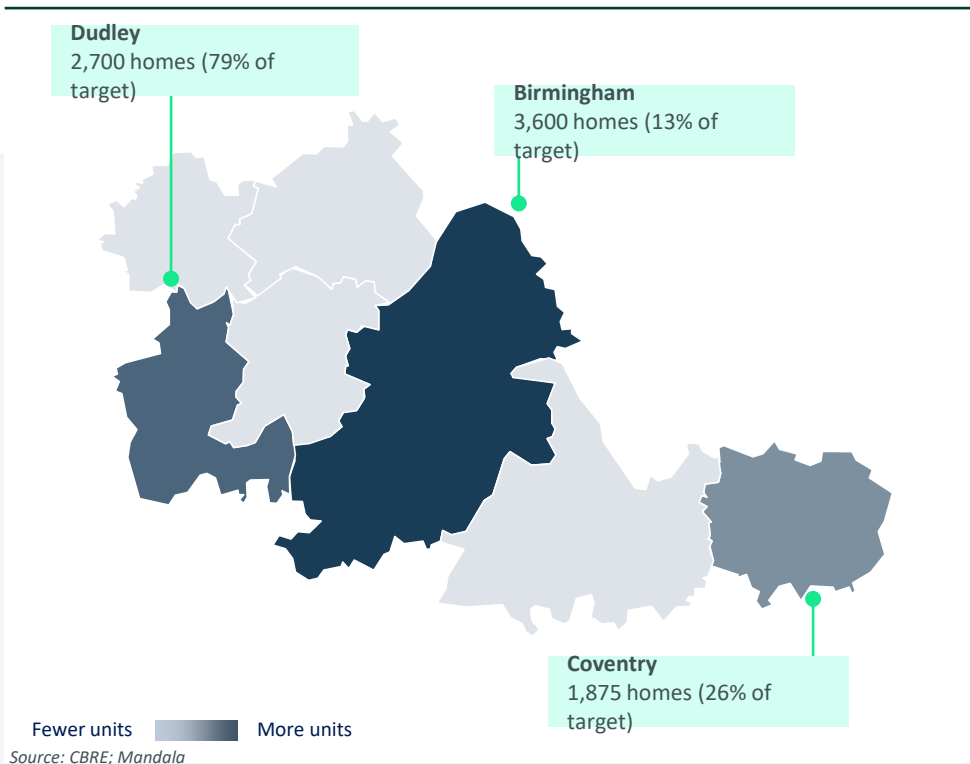 Dudley
2,700 homes (79% of
target)
Birmingham
3,600 homes (13% of
target)
Coventry
1,875 homes (26% of
target)
Fewer units
More units
Source: CBRE; Mandala